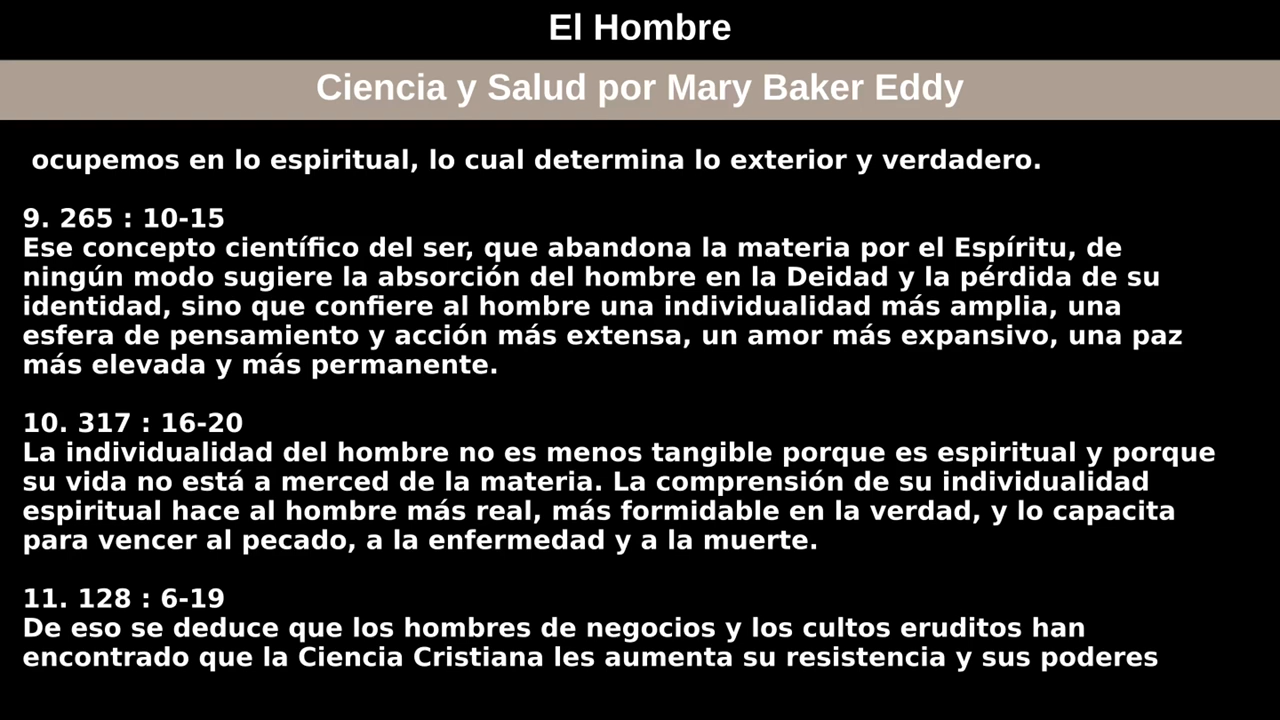 El Hombre
Ciencia y Salud por Mary Baker Eddy
ocupemos en lo espiritual, lo cual determina lo exterior y verdadero.
9. 265 : 10-15
Ese concepto científico del ser, que abandona la materia por el Espíritu, de
ningún modo sugiere la absorción del hombre en la Deidad y la pérdida de su
identidad, sino que confiere al hombre una individualidad más amplia, una
esfera de pensamiento y acción más extensa, un amor más expansivo, una paz
más elevada y más permanente.
10. 317 : 16-20
La individualidad del hombre no es menos tangible porque es espiritual y porque
su vida no está a merced de la materia. La comprensión de su individualidad
espiritual hace al hombre más real, más formidable en la verdad, y lo capacita
para vencer al pecado, a la enfermedad y a la muerte.
11. 128 : 6-19
De eso se deduce que los hombres de negocios y los cultos eruditos han
encontrado que la Ciencia Cristiana les aumenta su resistencia y sus poderes